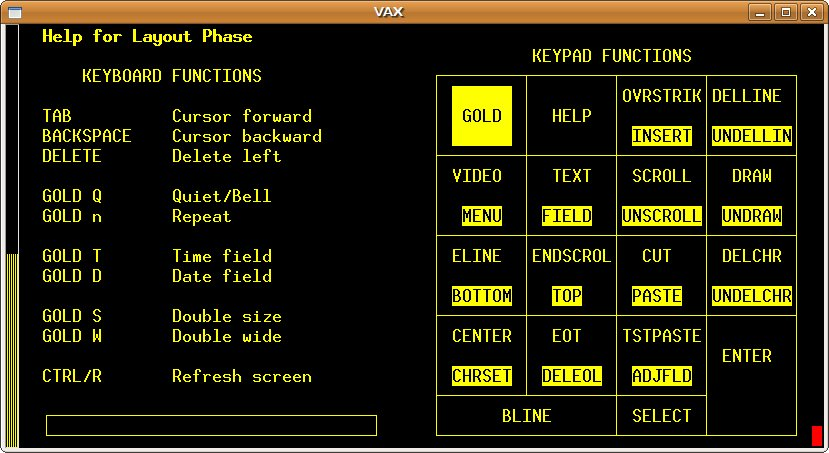 VAX
Help for Layout Phase
KEYBOARD FUNCTIONS
TAB Cursor forward
BACKSPACE Cursor backward
DELETE Delete left
GOLD Q Quiet/Bell
GOLD n Repeat
GOLD T Time field
GOLD D Date field
GOLD S Double size
GOLD W Double wide
CTRL/R Refresh screen
KEYPAD FUNCTIONS
OVRSTRIK DELLINE
GOLD HELP
INSERT UNDELLIN
VIDEO TEXT SCROLL DRAW
MENU FIELD UNSCROLL UNDRAW
ELINE ENDSCROL CUT DELCHR
BOTTOM TOP PASTE UNDELCHR
CENTER EOT TSTPASTE
ENTER
CHRSET DELEOL ADJFLD
BLINE SELECT